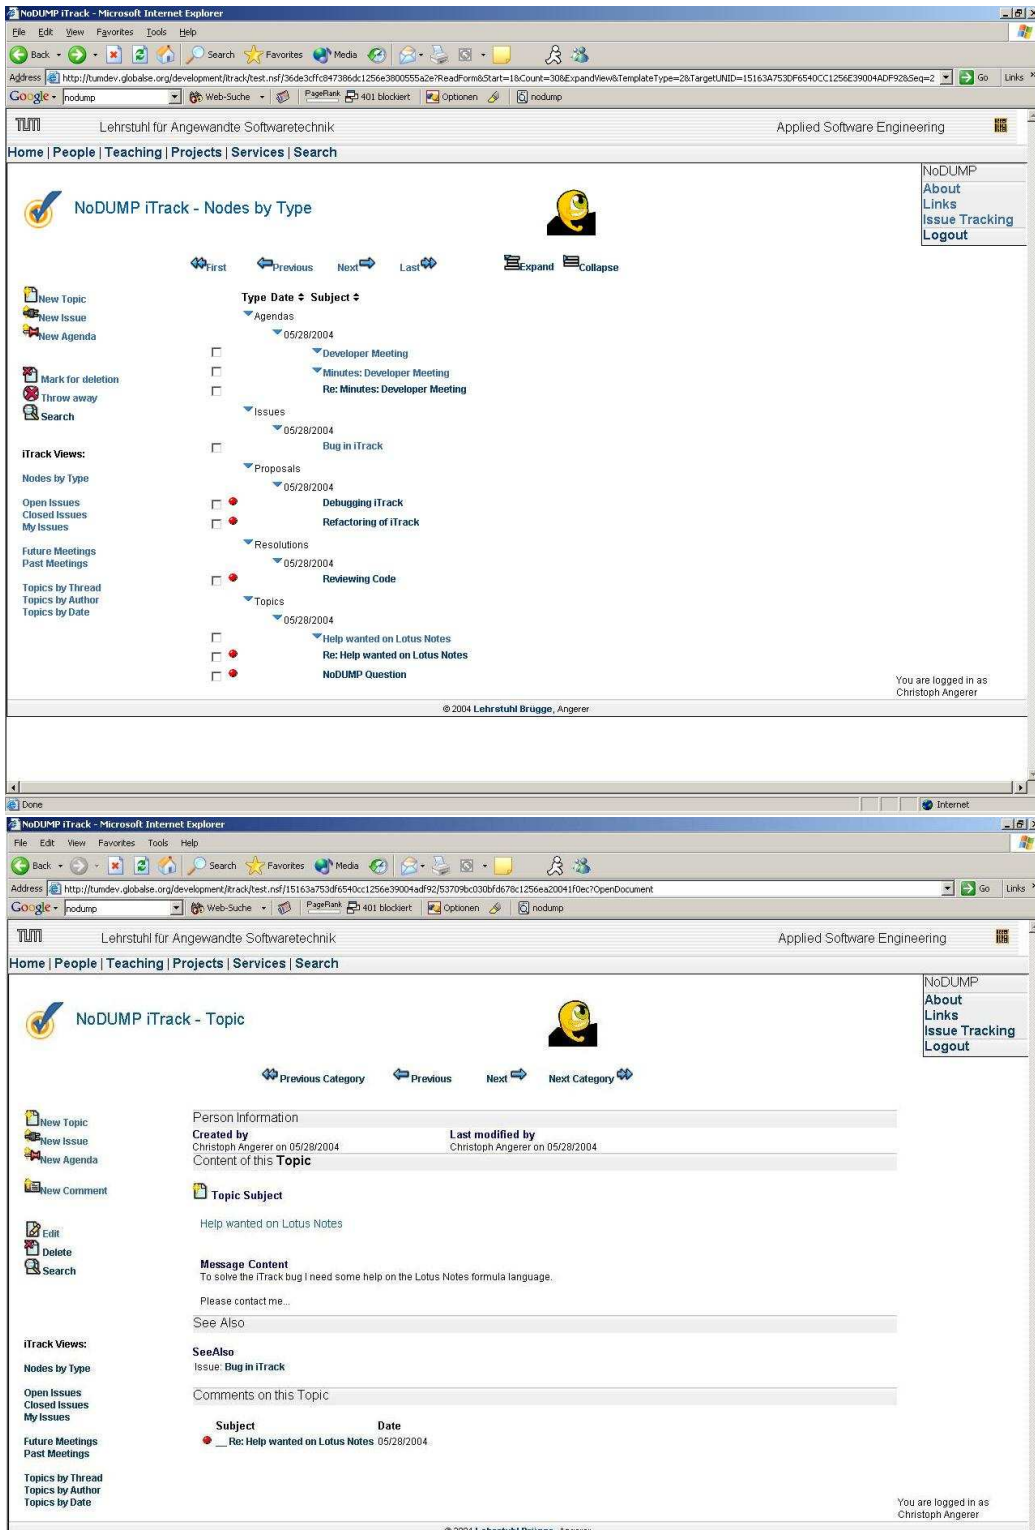 NoDUMP iTrack - Microsoft Internet Explorer
File Edit View Favorites Tools Help
Back Search Favorites Media
Address http://tumdev.globalse.org/development/itrack/test.nsf/36de3cffc847386dc1256e3800555a2e?ReadForm&Start=1&Count=30&ExpandView&TemplateType=2&TargetUNID=15163A753DF6540CC1256E39004ADF92&Seq=2 Go Links
Google nodump Web-Suche PageRank 401 blockiert Optionen nodump
TUM Lehrstuhl für Angewandte Softwaretechnik Applied Software Engineering
Home | People | Teaching | Projects | Services | Search
NoDUMP
About
Links
Issue Tracking
Logout
NoDUMP iTrack - Nodes by Type
First Previous Next Last Expand Collapse
New Topic
New Issue
New Agenda
Mark for deletion
Throw away
Search
iTrack Views:
Nodes by Type
Open Issues
Closed Issues
My Issues
Future Meetings
Past Meetings
Topics by Thread
Topics by Author
Topics by Date
Type Date Subject
Agendas
05/28/2004
Developer Meeting
Minutes: Developer Meeting
Re: Minutes: Developer Meeting
Issues
05/28/2004
Bug in iTrack
Proposals
05/28/2004
Debugging iTrack
Refactoring of iTrack
Resolutions
05/28/2004
Reviewing Code
Topics
05/28/2004
Help wanted on Lotus Notes
Re: Help wanted on Lotus Notes
NoDUMP Question
You are logged in as
Christoph Angerer
© 2004 Lehrstuhl Brügge, Angerer
Done Internet
NoDUMP iTrack - Microsoft Internet Explorer
File Edit View Favorites Tools Help
Back Search Favorites Media
Address http://tumdev.globalse.org/development/itrack/test.nsf/15163a753df6540cc1256e39004adf92/53709bc030bfd678c1256ea20041f0ec?OpenDocument Go Links
Google nodump Web-Suche PageRank 401 blockiert Optionen nodump
TUM Lehrstuhl für Angewandte Softwaretechnik Applied Software Engineering
Home | People | Teaching | Projects | Services | Search
NoDUMP
About
Links
Issue Tracking
Logout
NoDUMP iTrack - Topic
Previous Category Previous Next Next Category
New Topic
New Issue
New Agenda
New Comment
Edit
Delete
Search
iTrack Views:
Nodes by Type
Open Issues
Closed Issues
My Issues
Future Meetings
Past Meetings
Topics by Thread
Topics by Author
Topics by Date
Person Information
Created by Last modified by
Christoph Angerer on 05/28/2004 Christoph Angerer on 05/28/2004
Content of this Topic
Topic Subject
Help wanted on Lotus Notes
Message Content
To solve the iTrack bug I need some help on the Lotus Notes formula language.
Please contact me...
See Also
SeeAlso
Issue: Bug in iTrack
Comments on this Topic
Subject Date
__ Re: Help wanted on Lotus Notes 05/28/2004
You are logged in as
Christoph Angerer
© 2004 Lehrstuhl Brügge, Angerer